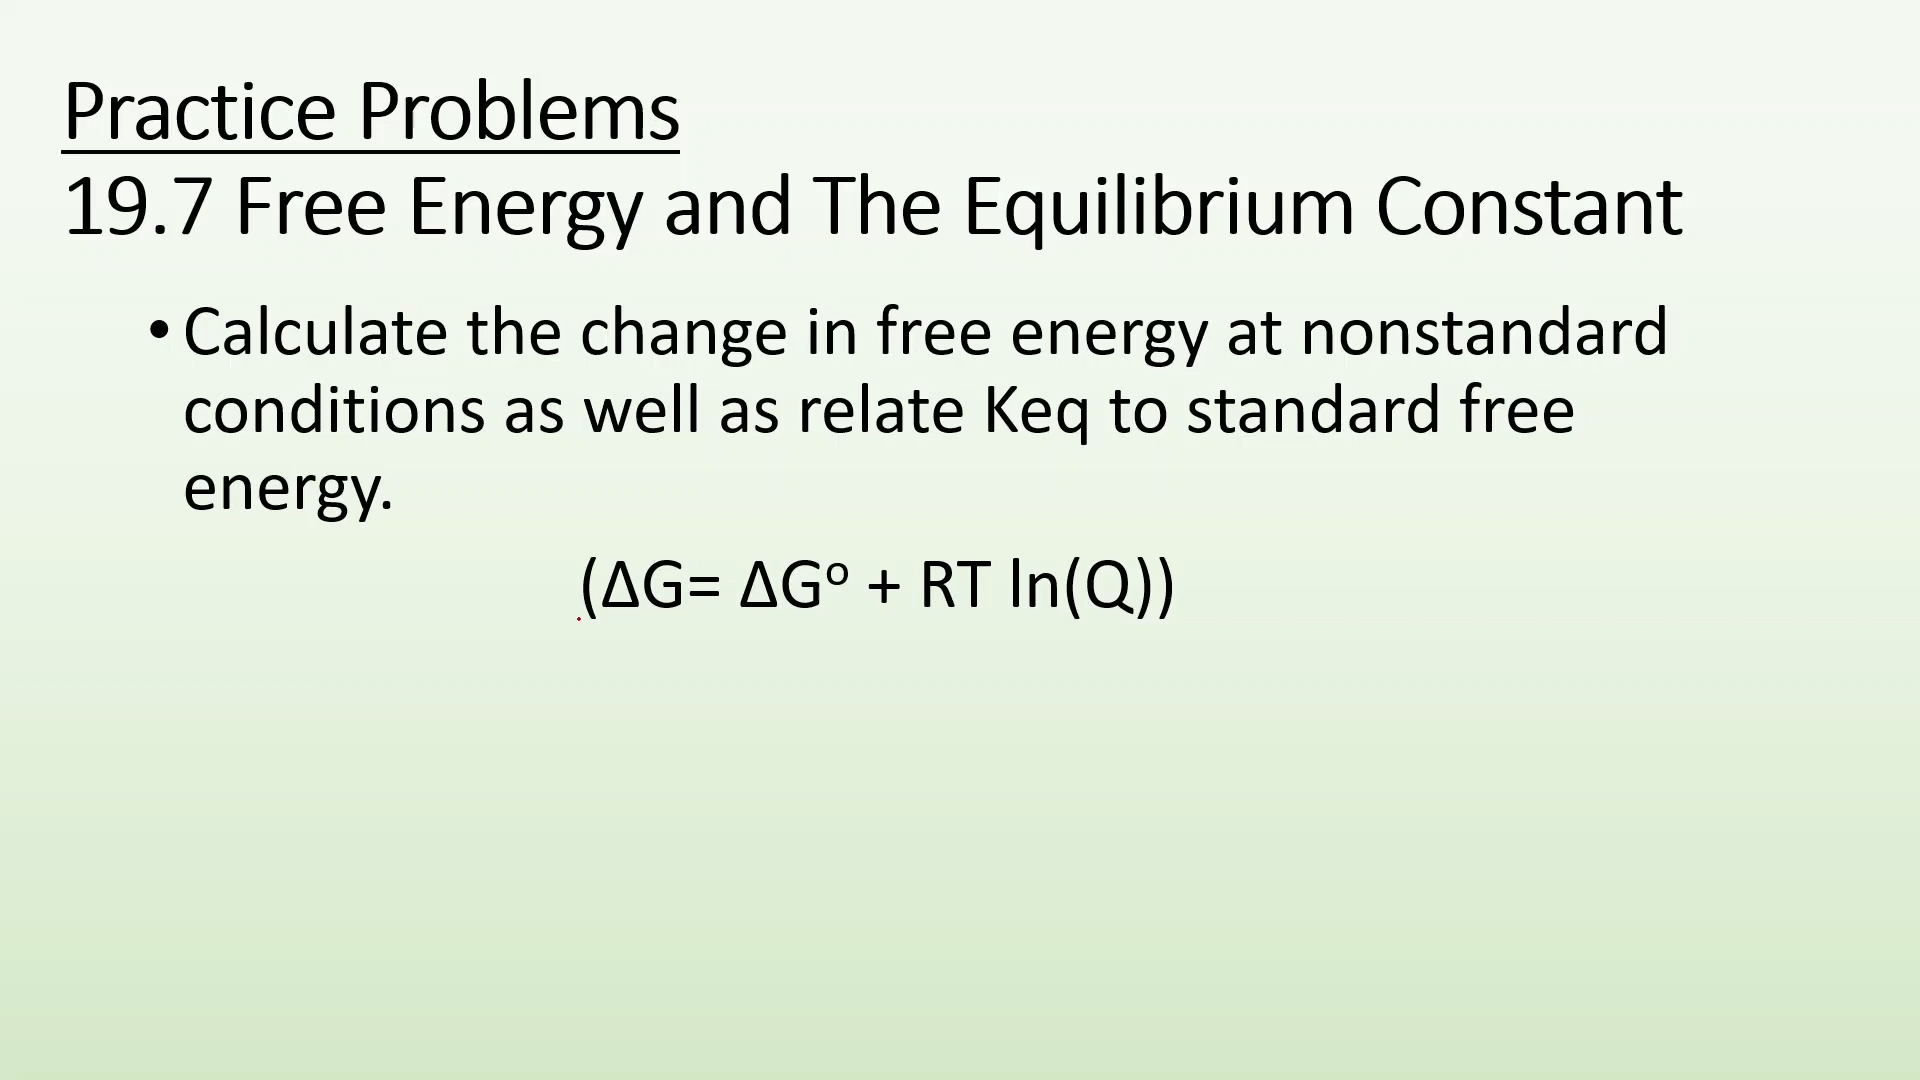 Practice Problems
19.7 Free Energy and The Equilibrium Constant
• Calculate the change in free energy at nonstandard
conditions as well as relate Keq to standard free
energy.
(ΔG= ΔGᵒ + RT ln(Q))